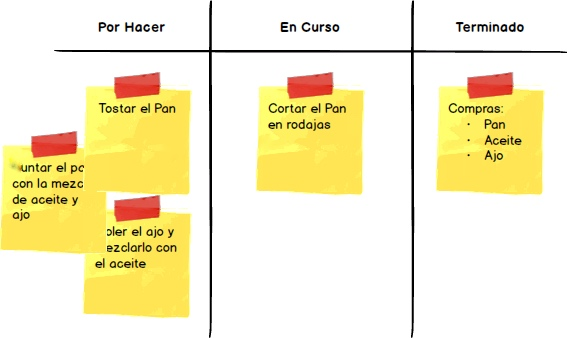 Por Hacer
En Curso
Terminado
Tostar el Pan
untar el
con la
de aceite y
ajo
el ajo y
con
el aceite
Cortar el Pan
en rodajas
Compras:
· Pan
· Aceite
· Ajo